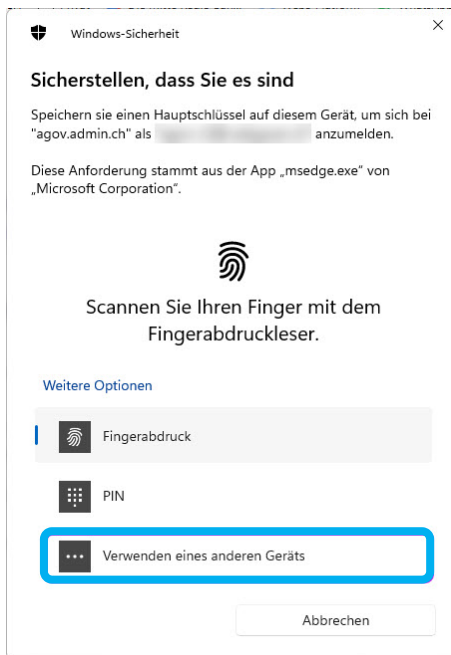 Windows-Sicherheit
Sicherstellen, dass Sie es sind
Speichern sie einen Hauptschlüssel auf diesem Gerät, um sich bei
"agov.admin.ch" als anzumelden.
Diese Anforderung stammt aus der App „msedge.exe" von
„Microsoft Corporation".
Scannen Sie Ihren Finger mit dem
Fingerabdruckleser.
Weitere Optionen
Fingerabdruck
PIN
Verwenden eines anderen Geräts
Abbrechen